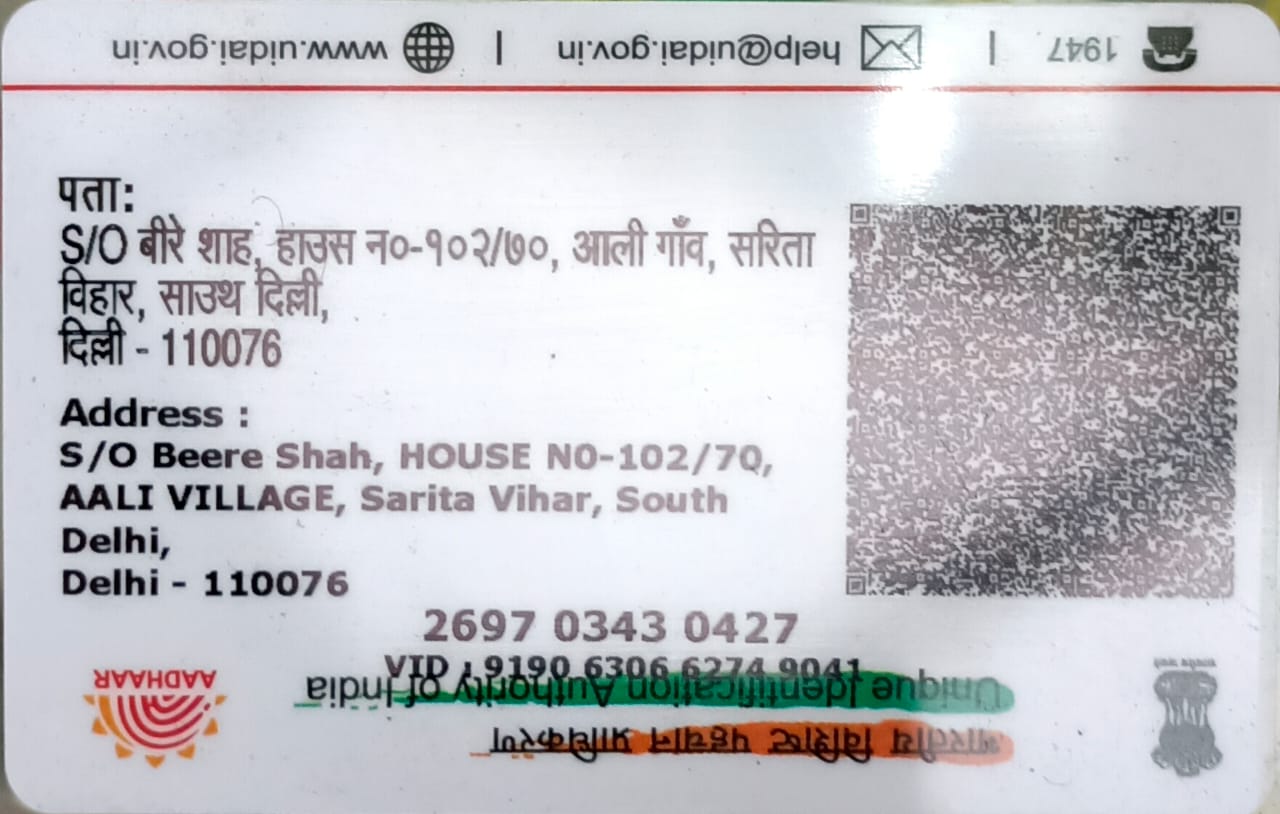 www.uidai.gov.in | help@uidai.gov.in | 1947
पता:
S/O बीरे शाह, हाउस न०-१०२/७०, आली गाँव, सरिता
विहार, साउथ दिल्ली,
दिल्ली - 110076
Address :
S/O Beere Shah, HOUSE N0-102/70,
AALI VILLAGE, Sarita Vihar, South
Delhi,
Delhi - 110076
2697 0343 0427
VID : 9190 6306 6274 9041
AADHAAR
Unique Identification Authority of India
भारतीय विशिष्ट पहचान प्राधिकरण